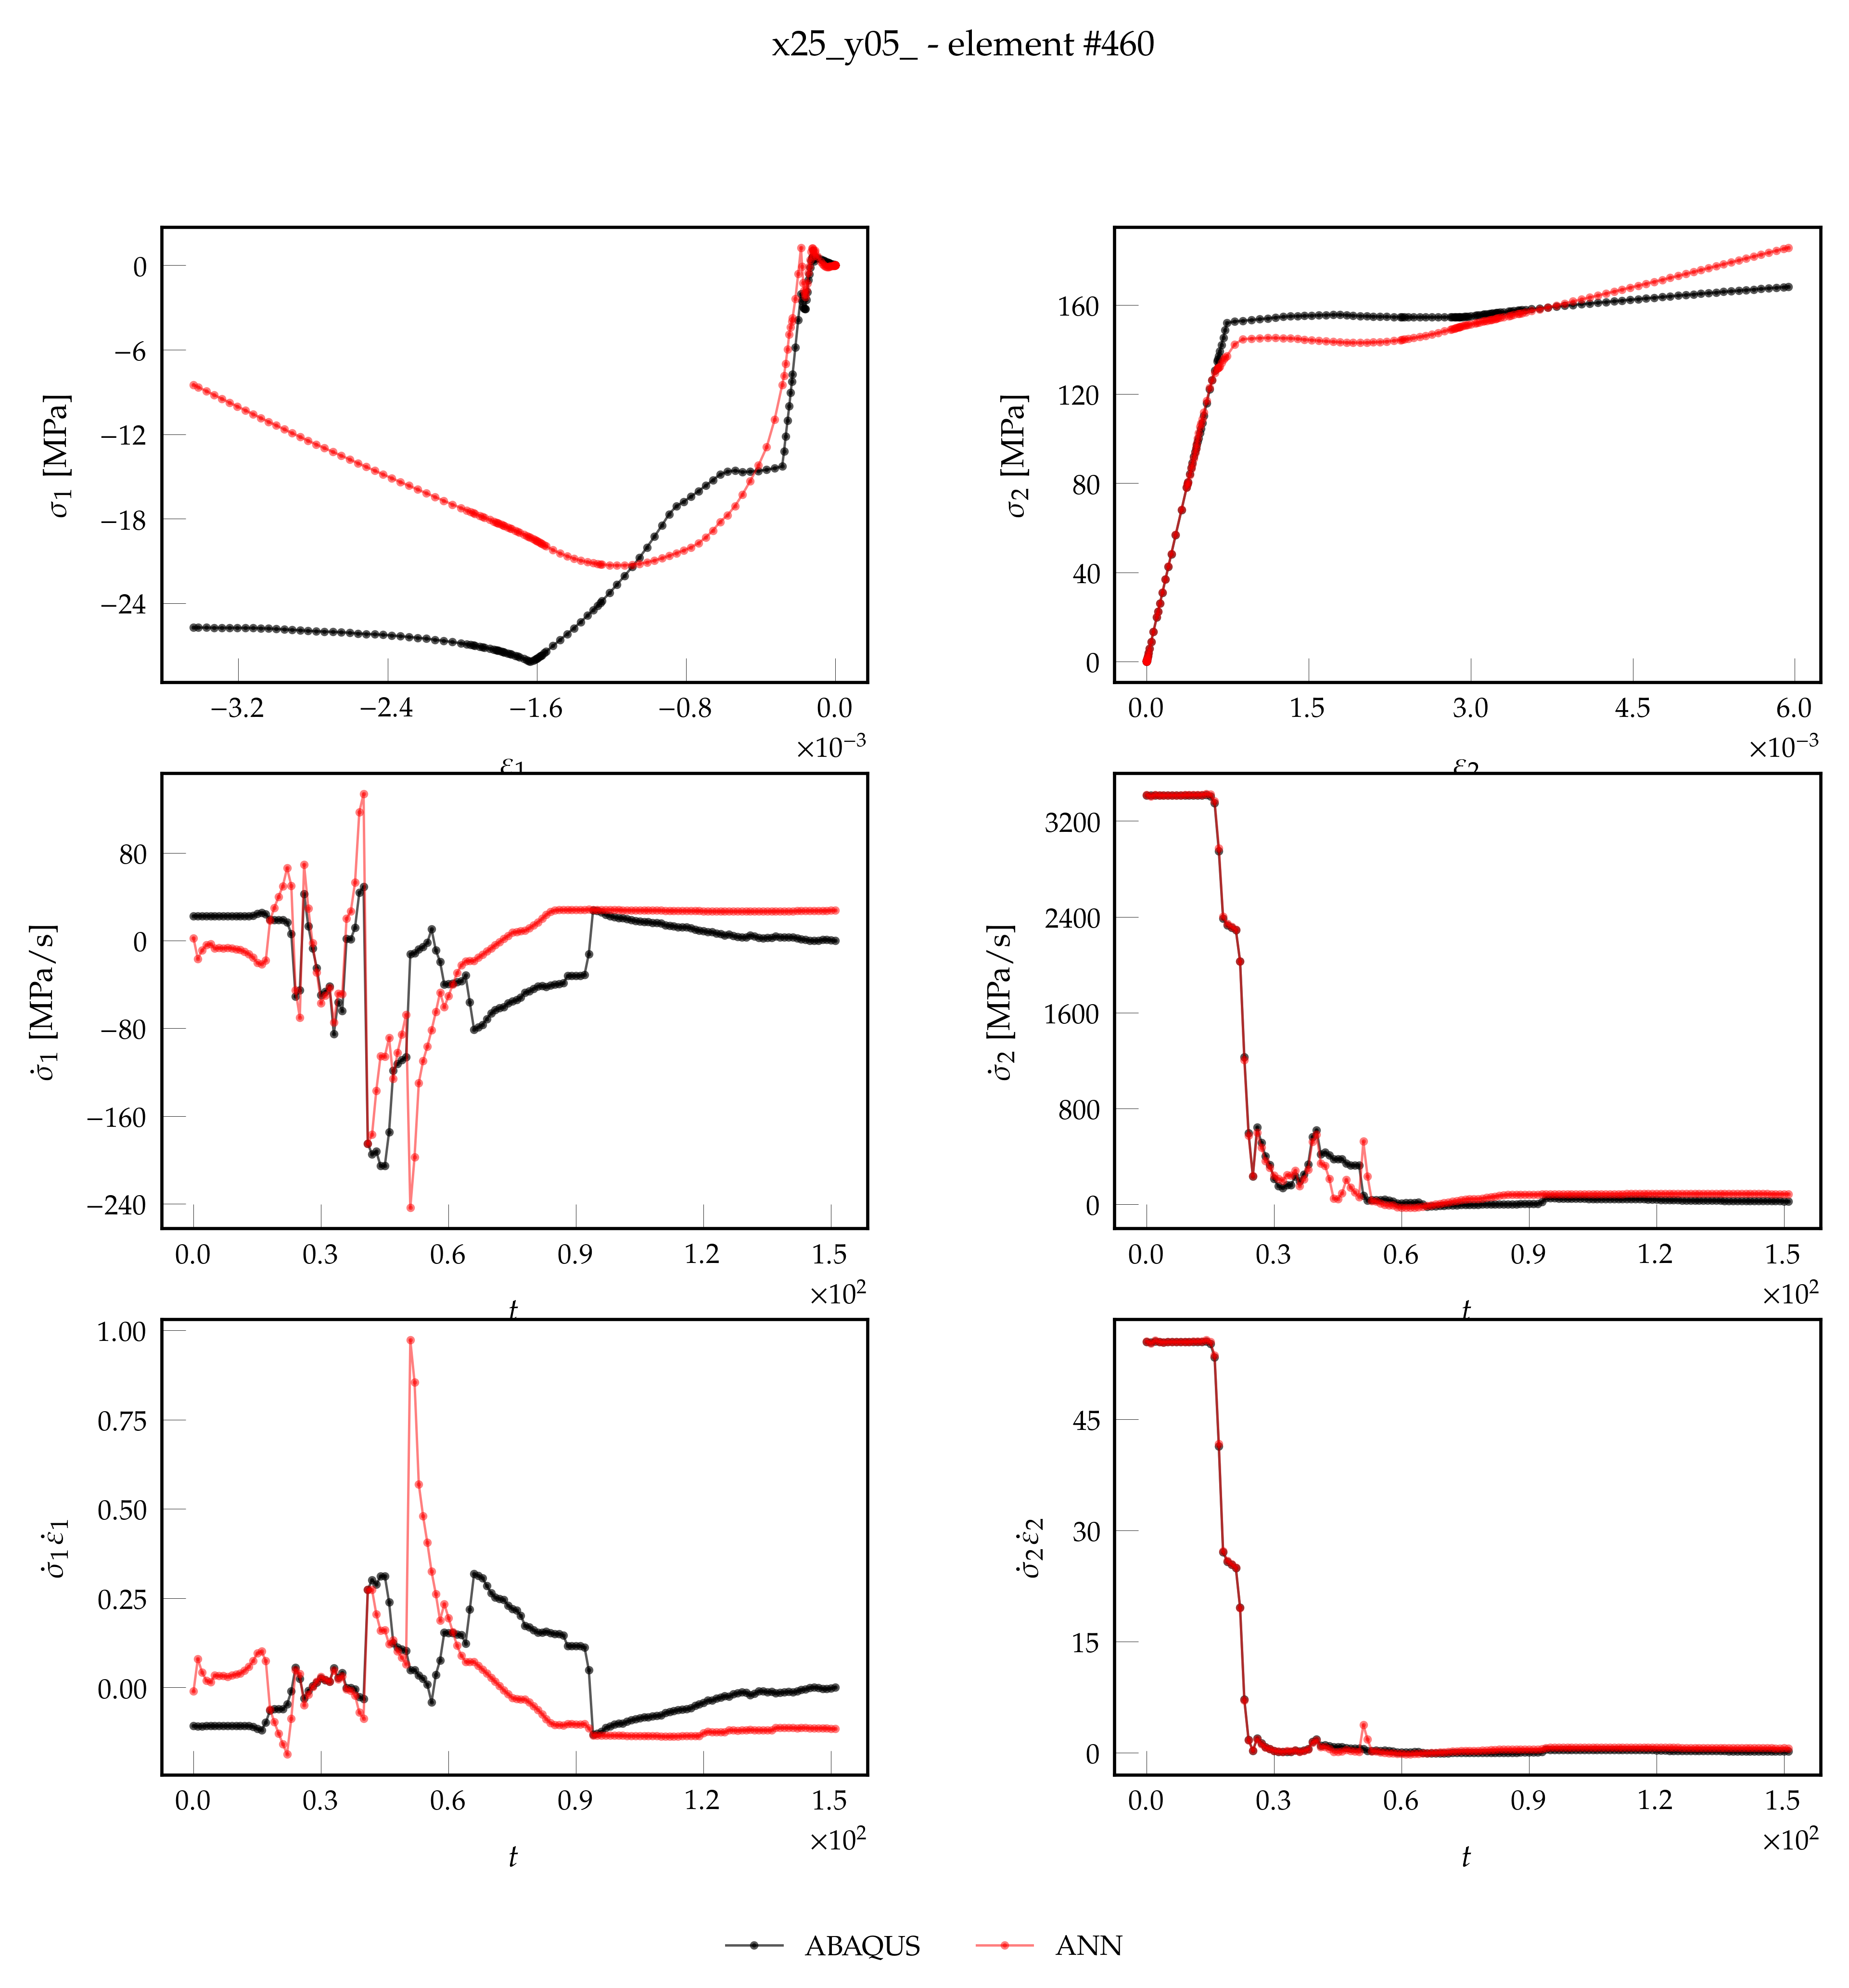 x25_y05_ - element #460
σ1 [MPa]
0
−6
−12
−18
−24
−3.2 −2.4 −1.6 −0.8 0.0
×10−3
ε1
σ2 [MPa]
160
120
80
40
0
0.0 1.5 3.0 4.5 6.0
×10−3
ε2
σ̇1 [MPa/s]
80
0
−80
−160
−240
0.0 0.3 0.6 0.9 1.2 1.5
×10²
t
σ̇2 [MPa/s]
3200
2400
1600
800
0
0.0 0.3 0.6 0.9 1.2 1.5
×10²
t
σ̇1ε̇1
1.00
0.75
0.50
0.25
0.00
0.0 0.3 0.6 0.9 1.2 1.5
×10²
t
σ̇2ε̇2
45
30
15
0
0.0 0.3 0.6 0.9 1.2 1.5
×10²
t
ABAQUS ANN